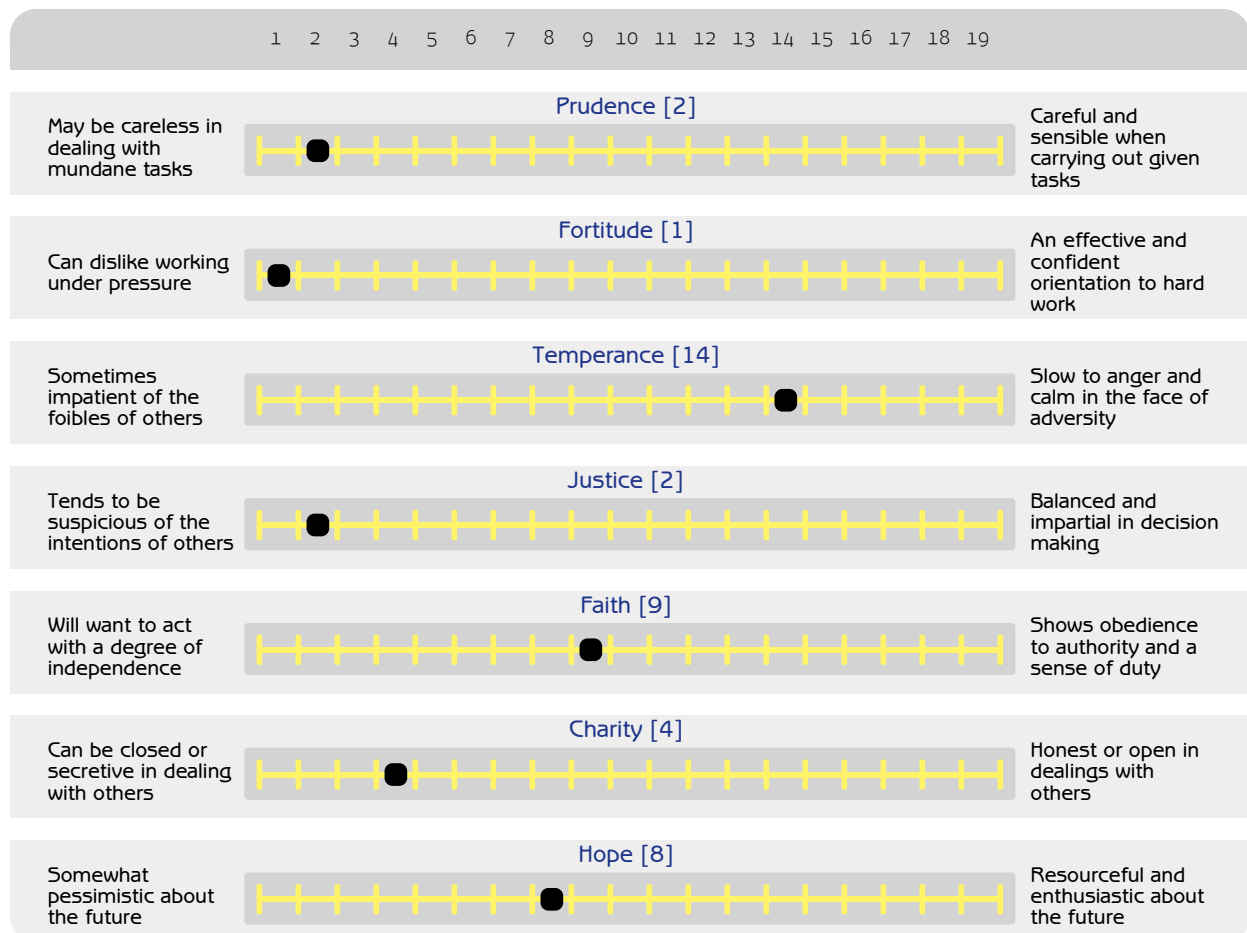 1 2 3 4 5 6 7 8 9 10 11 12 13 14 15 16 17 18 19
Prudence [2]
May be careless in
dealing with
mundane tasks
Careful and
sensible when
carrying out given
tasks
Fortitude [1]
Can dislike working
under pressure
An effective and
confident
orientation to hard
work
Temperance [14]
Sometimes
impatient of the
foibles of others
Slow to anger and
calm in the face of
adversity
Justice [2]
Tends to be
suspicious of the
intentions of others
Balanced and
impartial in decision
making
Faith [9]
Will want to act
with a degree of
independence
Shows obedience
to authority and a
sense of duty
Charity [4]
Can be closed or
secretive in dealing
with others
Honest or open in
dealings with
others
Hope [8]
Somewhat
pessimistic about
the future
Resourceful and
enthusiastic about
the future